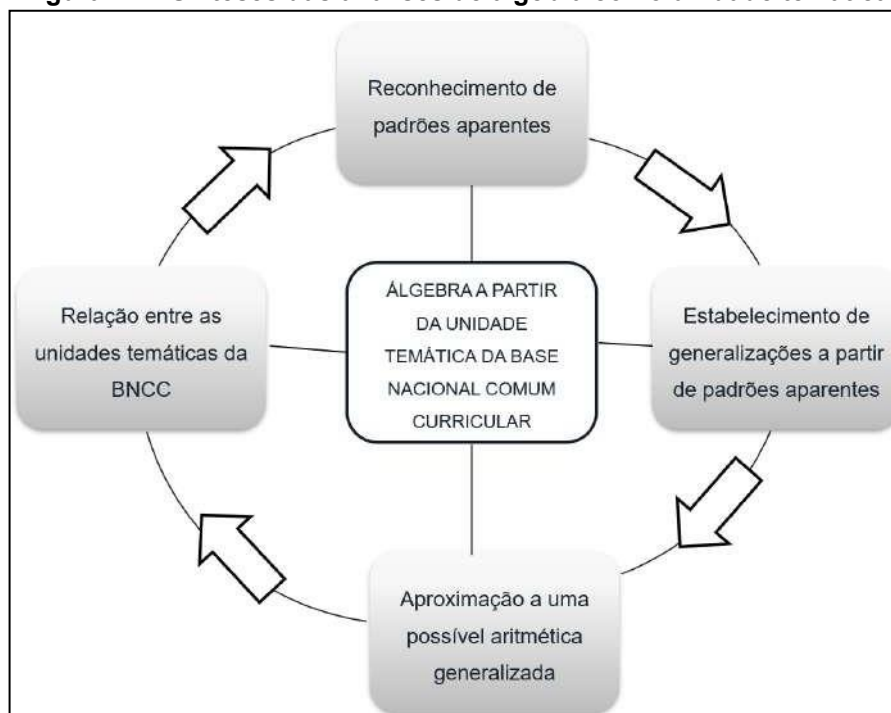 Reconhecimento de
padrões aparentes
Relação entre as
unidades temáticas da
BNCC
ÁLGEBRA A PARTIR
DA UNIDADE
TEMÁTICA DA BASE
NACIONAL COMUM
CURRICULAR
Estabelecimento de
generalizações a partir
de padrões aparentes
Aproximação a uma
possível aritmética
generalizada